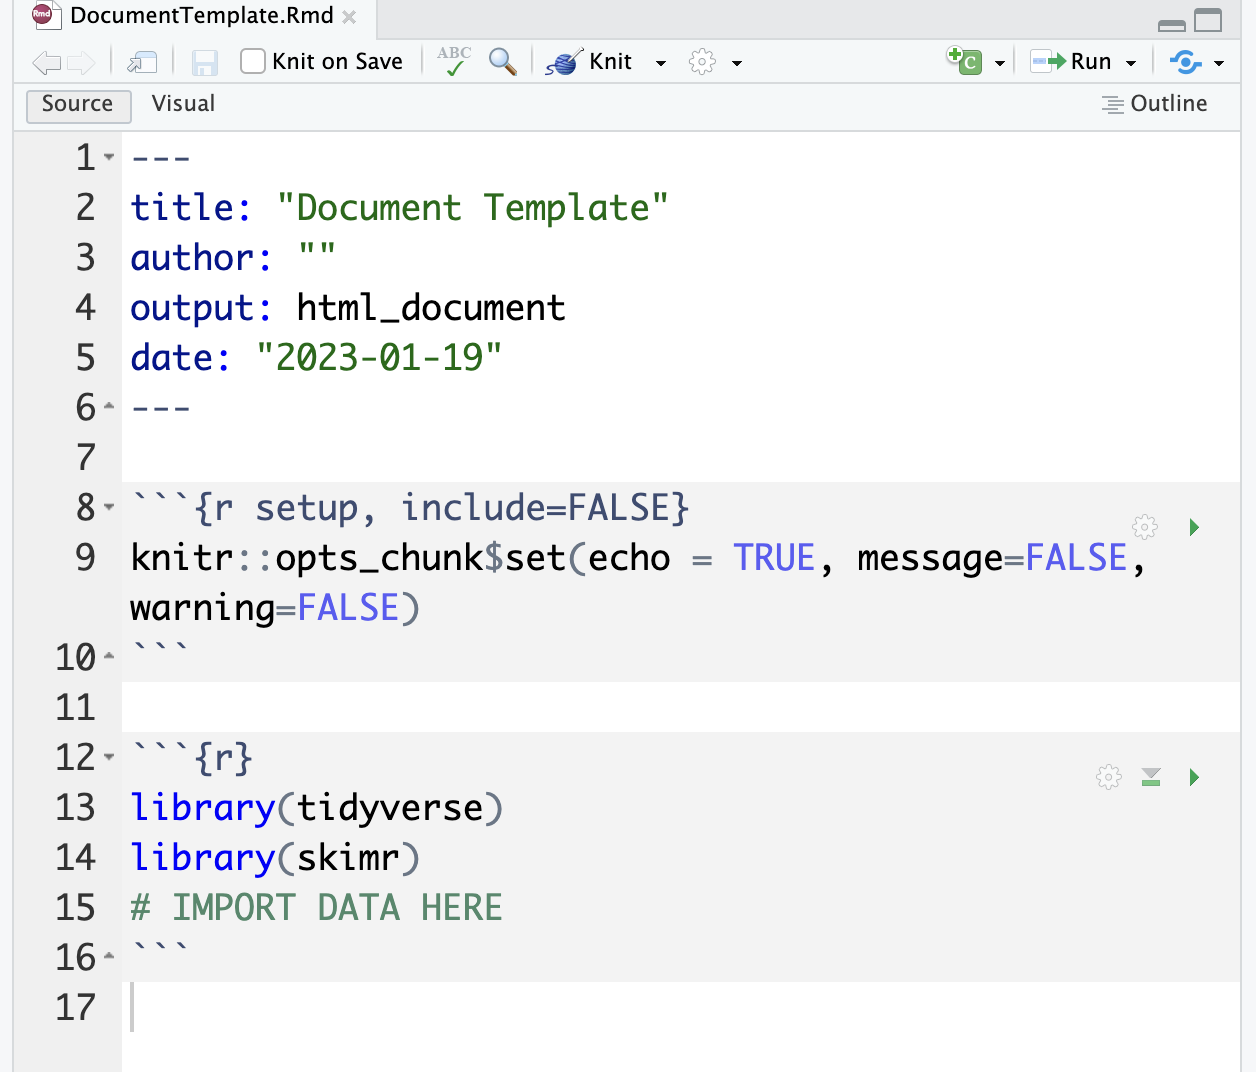 Rmd DocumentTemplate.Rmd
Knit on Save ABC Knit C Run
Source Visual Outline
1 ---
2 title: "Document Template"
3 author: ""
4 output: html_document
5 date: "2023-01-19"
6 ---
7
8 ```{r setup, include=FALSE}
9 knitr::opts_chunk$set(echo = TRUE, message=FALSE,
warning=FALSE)
10 ```
11
12 ```{r}
13 library(tidyverse)
14 library(skimr)
15 # IMPORT DATA HERE
16 ```
17